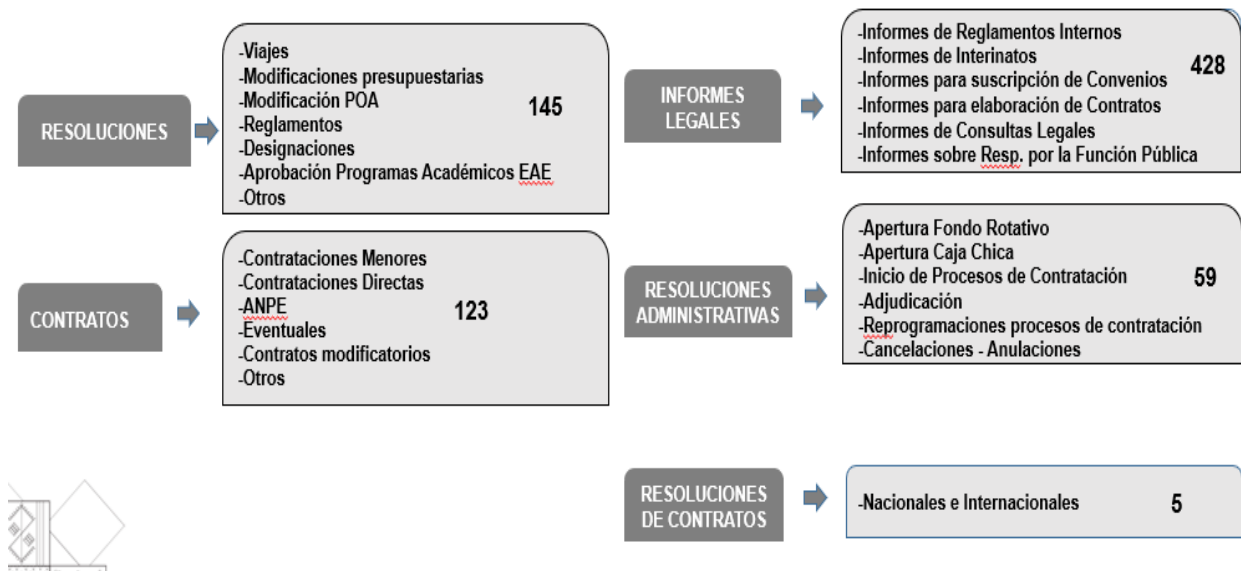 RESOLUCIONES
-Viajes
-Modificaciones presupuestarias
-Modificación POA
-Reglamentos
-Designaciones
-Aprobación Programas Académicos EAE
-Otros
145
INFORMES
LEGALES
-Informes de Reglamentos Internos
-Informes de Interinatos
-Informes para suscripción de Convenios
-Informes para elaboración de Contratos
-Informes de Consultas Legales
-Informes sobre Resp. por la Función Pública
428
CONTRATOS
-Contrataciones Menores
-Contrataciones Directas
-ANPE
-Eventuales
-Contratos modificatorios
-Otros
123
RESOLUCIONES
ADMINISTRATIVAS
-Apertura Fondo Rotativo
-Apertura Caja Chica
-Inicio de Procesos de Contratación
-Adjudicación
-Reprogramaciones procesos de contratación
-Cancelaciones - Anulaciones
59
RESOLUCIONES
DE CONTRATOS
-Nacionales e Internacionales
5